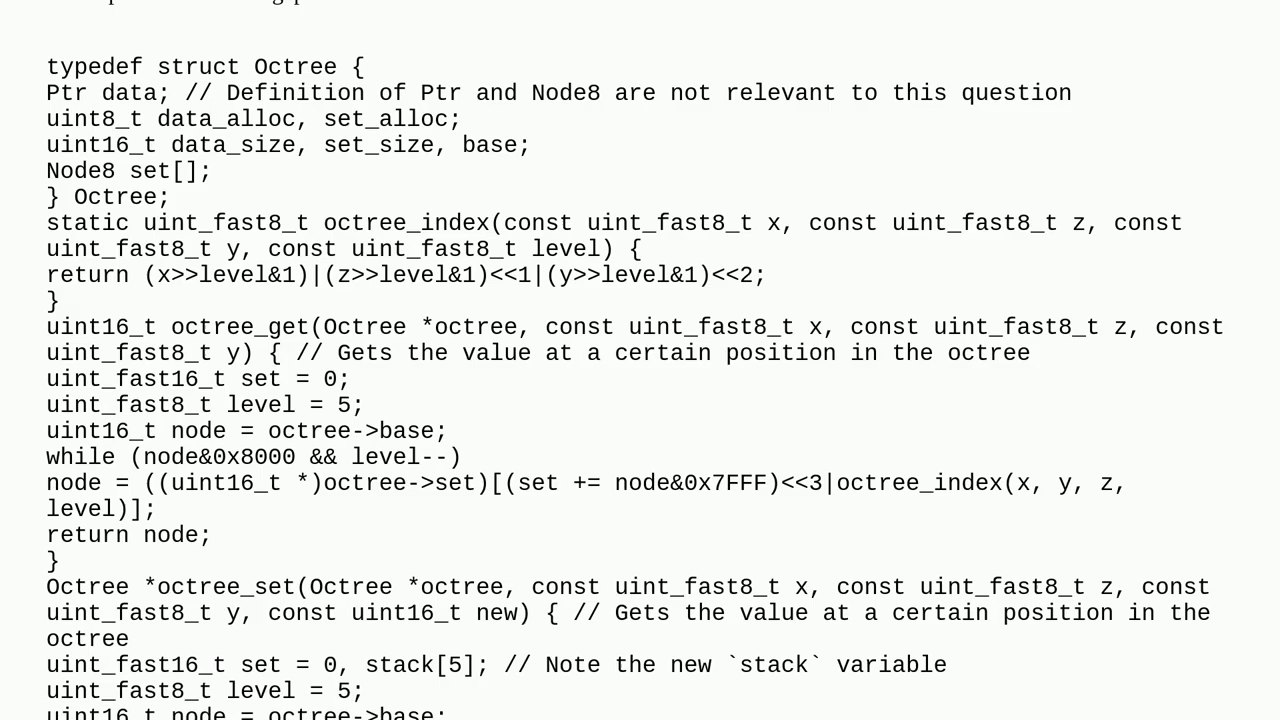 typedef struct Octree {
Ptr data; // Definition of Ptr and Node8 are not relevant to this question
uint8_t data_alloc, set_alloc;
uint16_t data_size, set_size, base;
Node8 set[];
} Octree;
static uint_fast8_t octree_index(const uint_fast8_t x, const uint_fast8_t z, const
uint_fast8_t y, const uint_fast8_t level) {
return (x>>level&1)|(z>>level&1)<<1|(y>>level&1)<<2;
}
uint16_t octree_get(Octree *octree, const uint_fast8_t x, const uint_fast8_t z, const
uint_fast8_t y) { // Gets the value at a certain position in the octree
uint_fast16_t set = 0;
uint_fast8_t level = 5;
uint16_t node = octree->base;
while (node&0x8000 && level--)
node = ((uint16_t *)octree->set)[(set += node&0x7FFF)<<3|octree_index(x, y, z,
level)];
return node;
}
Octree *octree_set(Octree *octree, const uint_fast8_t x, const uint_fast8_t z, const
uint_fast8_t y, const uint16_t new) { // Gets the value at a certain position in the
octree
uint_fast16_t set = 0, stack[5]; // Note the new `stack` variable
uint_fast8_t level = 5;
uint16_t node = octree->base;